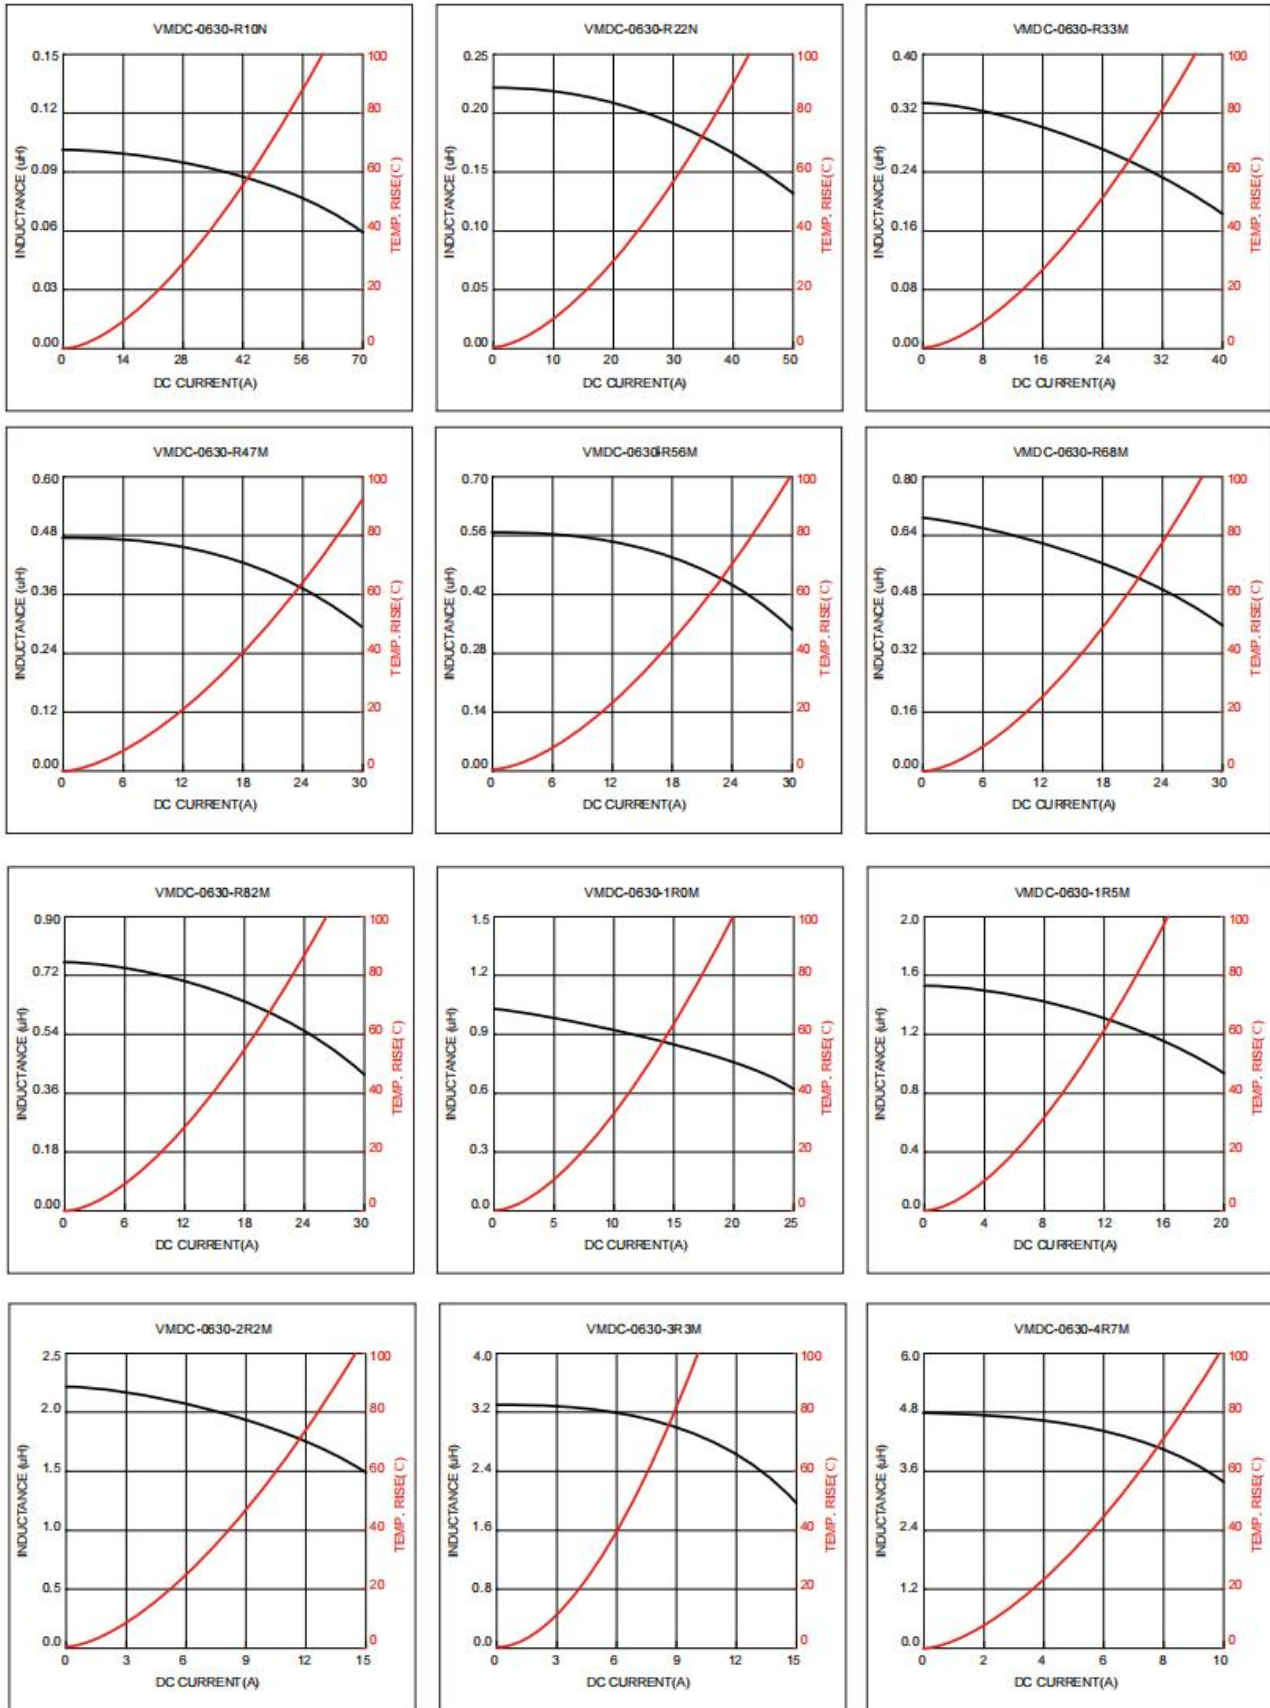 VMDC-0630-R10N
INDUCTANCE (uH)
0.15
0.12
0.09
0.06
0.03
0.00
0 14 28 42 56 70
DC CURRENT(A)
100
80
60
40
20
0
TEMP. RISE(C)
VMDC-0630-R22N
INDUCTANCE (uH)
0.25
0.20
0.15
0.10
0.05
0.00
0 10 20 30 40 50
DC CURRENT(A)
100
80
60
40
20
0
TEMP. RISE(C)
VMDC-0630-R33M
INDUCTANCE (uH)
0.40
0.32
0.24
0.16
0.08
0.00
0 8 16 24 32 40
DC CURRENT(A)
100
80
60
40
20
0
TEMP. RISE(C)
VMDC-0630-R47M
INDUCTANCE (uH)
0.60
0.48
0.36
0.24
0.12
0.00
0 6 12 18 24 30
DC CURRENT(A)
100
80
60
40
20
0
TEMP. RISE(C)
VMDC-0630-R56M
INDUCTANCE (uH)
0.70
0.56
0.42
0.28
0.14
0.00
0 6 12 18 24 30
DC CURRENT(A)
100
80
60
40
20
0
TEMP. RISE(C)
VMDC-0630-R68M
INDUCTANCE (uH)
0.80
0.64
0.48
0.32
0.16
0.00
0 6 12 18 24 30
DC CURRENT(A)
100
80
60
40
20
0
TEMP. RISE(C)
VMDC-0630-R82M
INDUCTANCE (uH)
0.90
0.72
0.54
0.36
0.18
0.00
0 6 12 18 24 30
DC CURRENT(A)
100
80
60
40
20
0
TEMP. RISE(C)
VMDC-0630-1R0M
INDUCTANCE (uH)
1.5
1.2
0.9
0.6
0.3
0.0
0 5 10 15 20 25
DC CURRENT(A)
100
80
60
40
20
0
TEMP. RISE(C)
VMDC-0630-1R5M
INDUCTANCE (uH)
2.0
1.6
1.2
0.8
0.4
0.0
0 4 8 12 16 20
DC CURRENT(A)
100
80
60
40
20
0
TEMP. RISE(C)
VMDC-0630-2R2M
INDUCTANCE (uH)
2.5
2.0
1.5
1.0
0.5
0.0
0 3 6 9 12 15
DC CURRENT(A)
100
80
60
40
20
0
TEMP. RISE(C)
VMDC-0630-3R3M
INDUCTANCE (uH)
4.0
3.2
2.4
1.6
0.8
0.0
0 3 6 9 12 15
DC CURRENT(A)
100
80
60
40
20
0
TEMP. RISE(C)
VMDC-0630-4R7M
INDUCTANCE (uH)
6.0
4.8
3.6
2.4
1.2
0.0
0 2 4 6 8 10
DC CURRENT(A)
100
80
60
40
20
0
TEMP. RISE(C)